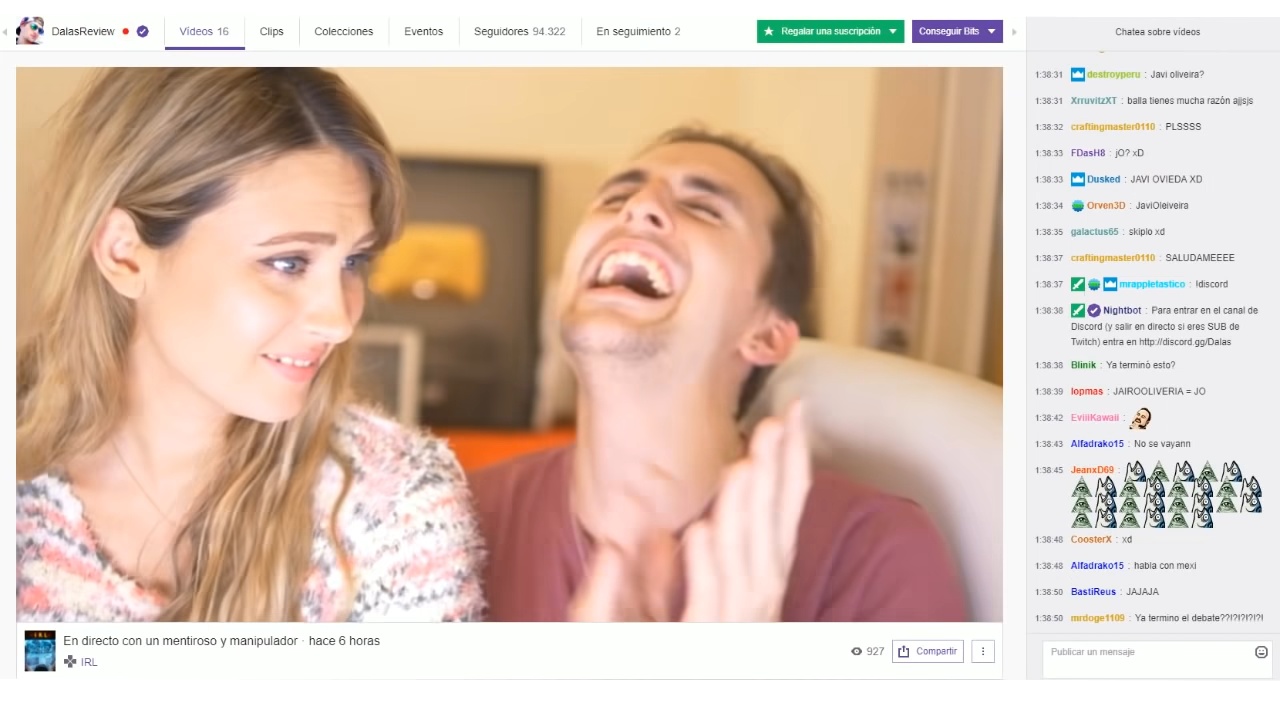 DalasReview
Vídeos 16
Clips
Colecciones
Eventos
Seguidores 94.322
En seguimiento 2
Regalar una suscripción
Conseguir Bits
Chatea sobre vídeos
1:38:31 destroyperu : Javi oliveira?
1:38:31 XrruvitzXT : balla tienes mucha razón ajjsjs
1:38:32 craftingmaster0110 : PLSSSS
1:38:33 FDasH8 : jO? xD
1:38:33 Dusked : JAVI OVIEDA XD
1:38:34 Orven3D : JaviOleiveira
1:38:35 galactus65 : skiplo xd
1:38:37 craftingmaster0110 : SALUDAMEEEE
1:38:37 mrappletastico : !discord
1:38:38 Nightbot : Para entrar en el canal de
Discord (y salir en directo si eres SUB de
Twitch) entra en http://discord.gg/Dalas
1:38:38 Blinik : Ya terminó esto?
1:38:39 lopmas : JAIROOLIVERIA = JO
1:38:42 EviiiKawaii :
1:38:43 Alfadrako15 : No se vayann
1:38:45 JeanxD69 :
1:38:48 CoosterX : xd
1:38:48 Alfadrako15 : habla con mexi
1:38:50 BastiReus : JAJAJA
1:38:50 mrdoge1109 : Ya termino el debate??!?!?!?!?!
Publicar un mensaje
IRL
En directo con un mentiroso y manipulador · hace 6 horas
IRL
927
Compartir